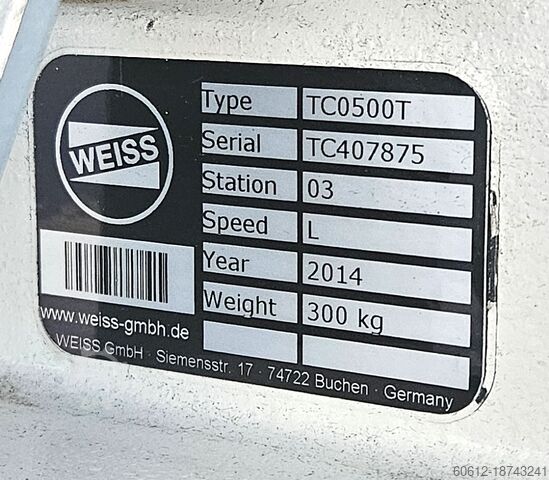 WEISS
Type TC0500T
Serial TC407875
Station 03
Speed L
Year 2014
Weight 300 kg
www.weiss-gmbh.de
WEISS GmbH · Siemensstr. 17 · 74722 Buchen · Germany
60612-18743241